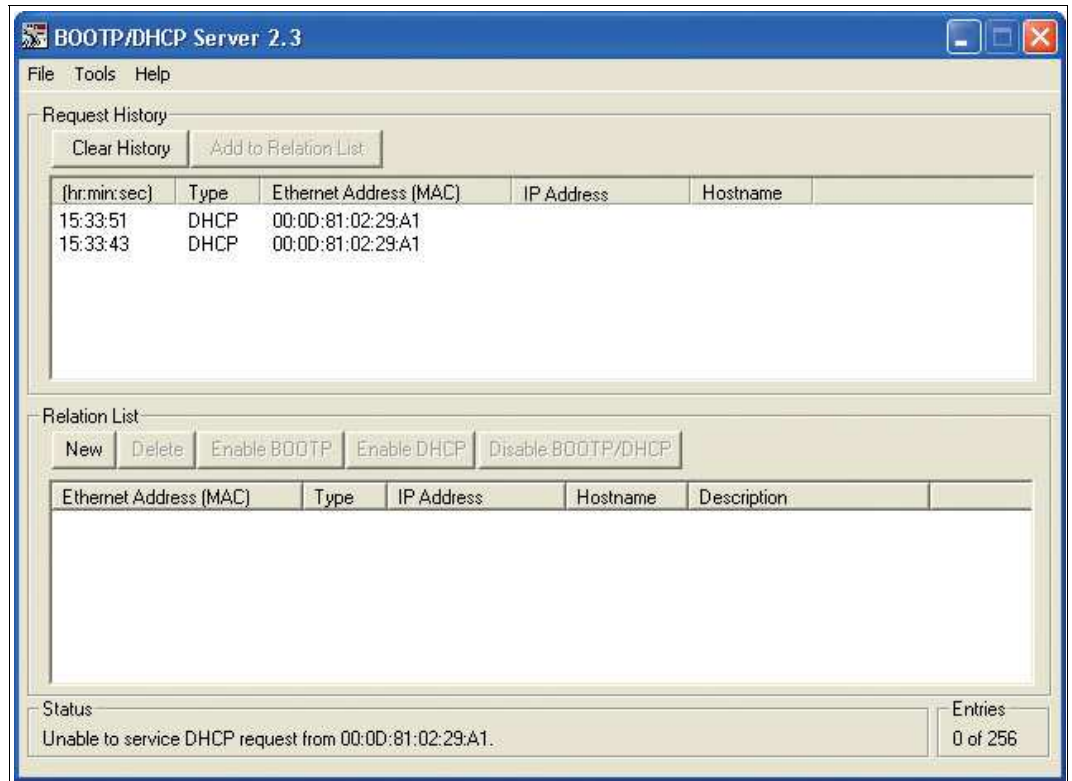 BOOTP/DHCP Server 2.3
File Tools Help
Request History
Clear History Add to Relation List
(hr:min:sec) Type Ethernet Address (MAC) IP Address Hostname
15:33:51 DHCP 00:0D:81:02:29:A1
15:33:43 DHCP 00:0D:81:02:29:A1
Relation List
New Delete Enable BOOTP Enable DHCP Disable BOOTP/DHCP
Ethernet Address (MAC) Type IP Address Hostname Description
Status
Unable to service DHCP request from 00:0D:81:02:29:A1.
Entries
0 of 256